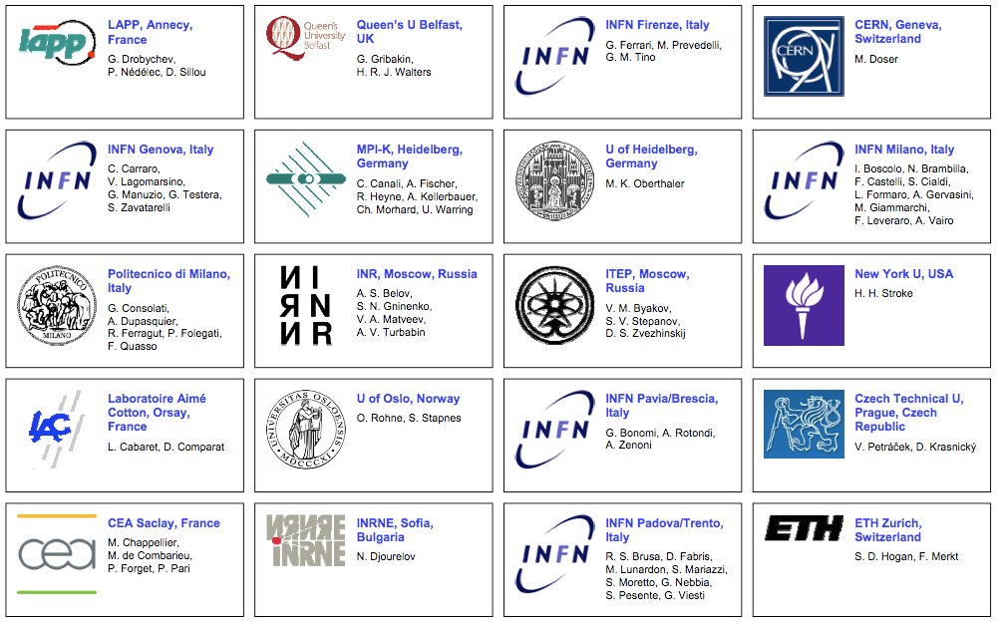 lapp
LAPP, Annecy,
France
G. Drobychev,
P. Nédélec, D. Sillou
Queen's
University
Belfast
Queen's U Belfast,
UK
G. Gribakin,
H. R. J. Walters
INFN
INFN Firenze, Italy
G. Ferrari, M. Prevedelli,
G. M. Tino
CERN
CERN, Geneva,
Switzerland
M. Doser
INFN
INFN Genova, Italy
C. Carraro,
V. Lagomarsino,
G. Manuzio, G. Testera,
S. Zavatarelli
MPI-K, Heidelberg,
Germany
C. Canali, A. Fischer,
R. Heyne, A. Kellerbauer,
Ch. Morhard, U. Warring
U of Heidelberg,
Germany
M. K. Oberthaler
INFN
INFN Milano, Italy
I. Boscolo, N. Brambilla,
F. Castelli, S. Cialdi,
L. Formaro, A. Gervasini,
M. Giammarchi,
F. Leveraro, A. Vairo
POLITECNICO
MILANO
Politecnico di Milano,
Italy
G. Consolati,
A. Dupasquier,
R. Ferragut, P. Folegati,
F. Quasso
И I
Я N
И R
INR, Moscow, Russia
A. S. Belov,
S. N. Gninenko,
V. A. Matveev,
A. V. Turbabin
ITEP, Moscow,
Russia
V. M. Byakov,
S. V. Stepanov,
D. S. Zvezhinskij
New York U, USA
H. H. Stroke
LAC
Laboratoire Aimé
Cotton, Orsay,
France
L. Cabaret, D. Comparat
UNIVERSITAS OSLOENSIS
MDCCCXI
U of Oslo, Norway
O. Rohne, S. Stapnes
INFN
INFN Pavia/Brescia,
Italy
G. Bonomi, A. Rotondi,
A. Zenoni
Czech Technical U,
Prague, Czech
Republic
V. Petráček, D. Krasnický
cea
CEA Saclay, France
M. Chappellier,
M. de Combarieu,
P. Forget, P. Pari
INRNE
INRNE, Sofia,
Bulgaria
N. Djourelov
INFN
INFN Padova/Trento,
Italy
R. S. Brusa, D. Fabris,
M. Lunardon, S. Mariazzi,
S. Moretto, G. Nebbia,
S. Pesente, G. Viesti
ETH
ETH Zurich,
Switzerland
S. D. Hogan, F. Merkt